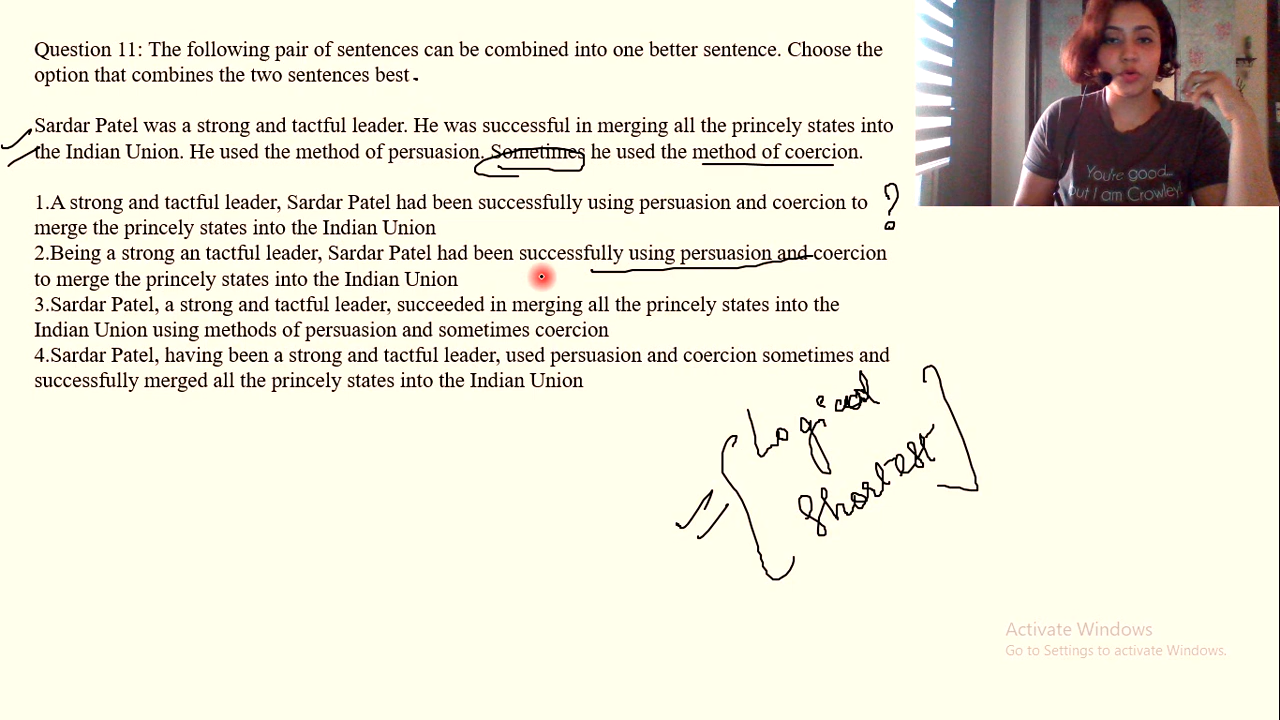 Question 11: The following pair of sentences can be combined into one better sentence. Choose the
option that combines the two sentences best.
Sardar Patel was a strong and tactful leader. He was successful in merging all the princely states into
the Indian Union. He used the method of persuasion. Sometimes he used the method of coercion.
1.A strong and tactful leader, Sardar Patel had been successfully using persuasion and coercion to
merge the princely states into the Indian Union
?
2.Being a strong an tactful leader, Sardar Patel had been successfully using persuasion and coercion
to merge the princely states into the Indian Union
3.Sardar Patel, a strong and tactful leader, succeeded in merging all the princely states into the
Indian Union using methods of persuasion and sometimes coercion
4.Sardar Patel, having been a strong and tactful leader, used persuasion and coercion sometimes and
successfully merged all the princely states into the Indian Union
Logical
Shortest
You're good...
but I am Crowley!
Activate Windows
Go to Settings to activate Windows.